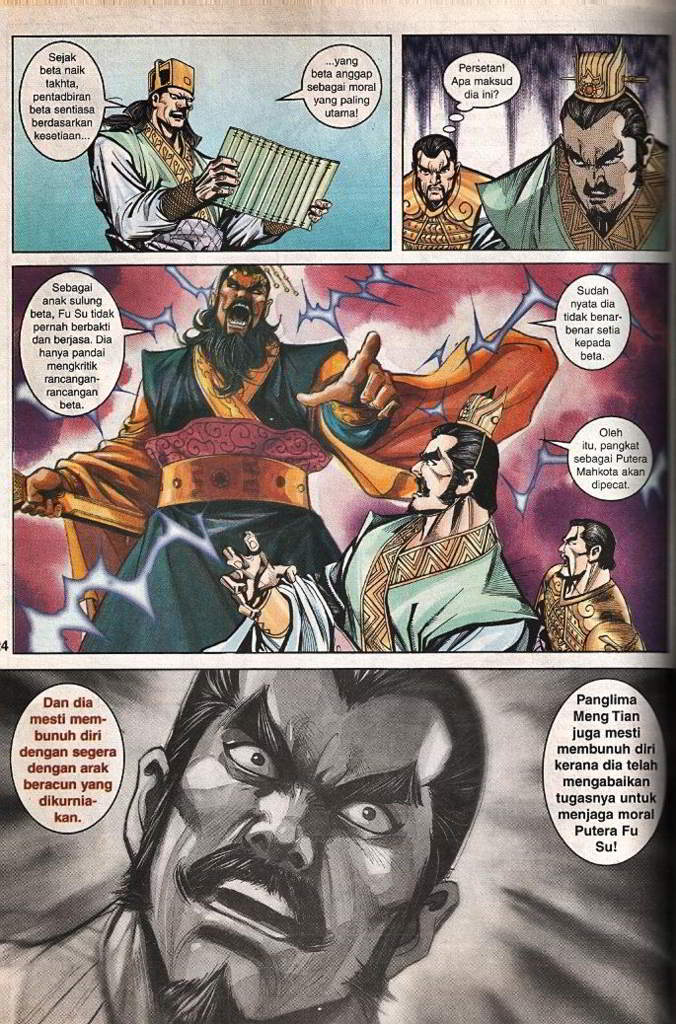 Sejak
beta naik
takhta,
pentadbiran
beta sentiasa
berdasarkan
kesetiaan...
...yang
beta anggap
sebagai moral
yang paling
utama!
Persetan!
Apa maksud
dia ini?
Sebagai
anak sulung
beta, Fu Su tidak
pernah berbakti
dan berjasa. Dia
hanya pandai
mengkritik
rancangan-
rancangan
beta.
Sudah
nyata dia
tidak benar-
benar setia
kepada
beta.
Oleh
itu, pangkat
sebagai Putera
Mahkota akan
dipecat.
24
Dan dia
mesti mem-
bunuh diri
dengan segera
dengan arak
beracun yang
dikurnia-
kan.
Panglima
Meng Tian
juga mesti
membunuh diri
kerana dia telah
mengabaikan
tugasnya untuk
menjaga moral
Putera Fu
Su!